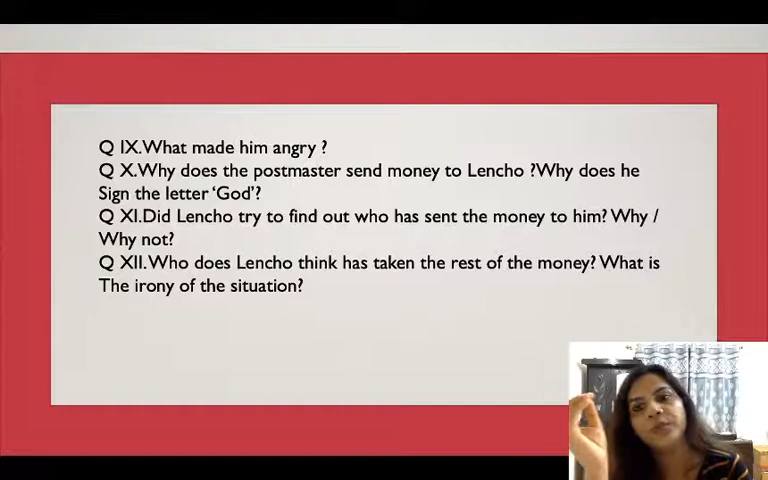 Q IX.What made him angry ?
Q X.Why does the postmaster send money to Lencho ?Why does he
Sign the letter ‘God’?
Q XI.Did Lencho try to find out who has sent the money to him? Why /
Why not?
Q XII.Who does Lencho think has taken the rest of the money? What is
The irony of the situation?